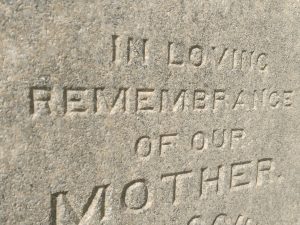 IN LOVING
REMEMBRANCE
OF OUR
MOTHER.